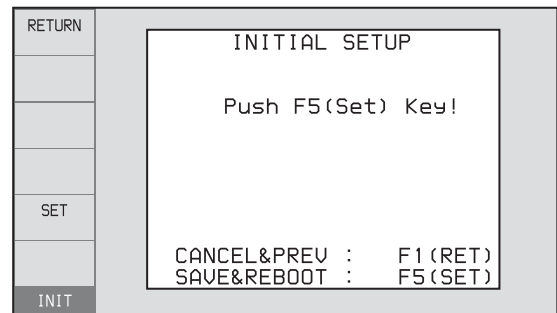 RETURN
SET
INIT
INITIAL SETUP
Push F5(Set) Key!
CANCEL&PREV : F1(RET)
SAVE&REBOOT : F5(SET)